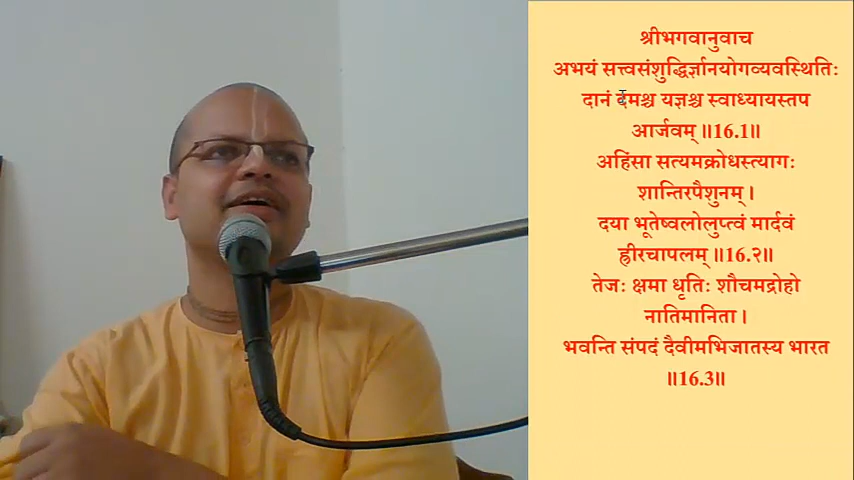 श्रीभगवानुवाच
अभयं सत्त्वसंशुद्धिर्ज्ञानयोगव्यवस्थितिः
दानं दमश्च यज्ञश्च स्वाध्यायस्तप
आर्जवम् ॥16.1॥
अहिंसा सत्यमक्रोधस्त्यागः
शान्तिरपैशुनम् ।
दया भूतेष्वलोलुप्त्वं मार्दवं
ह्रीरचापलम् ॥16.२॥
तेजः क्षमा धृतिः शौचमद्रोहो
नातिमानिता ।
भवन्ति संपदं दैवीमभिजातस्य भारत
॥16.3॥